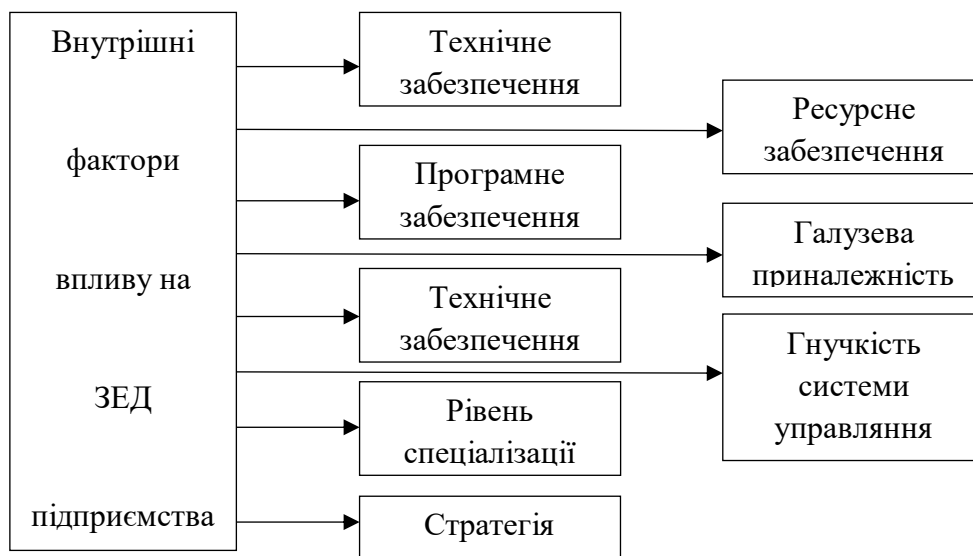 Внутрішні
фактори
впливу на
ЗЕД
підприємства
Технічне
забезпечення
Ресурсне
забезпечення
Програмне
забезпечення
Галузева
приналежність
Технічне
забезпечення
Гнучкість
системи
управляння
Рівень
спеціалізації
Стратегія